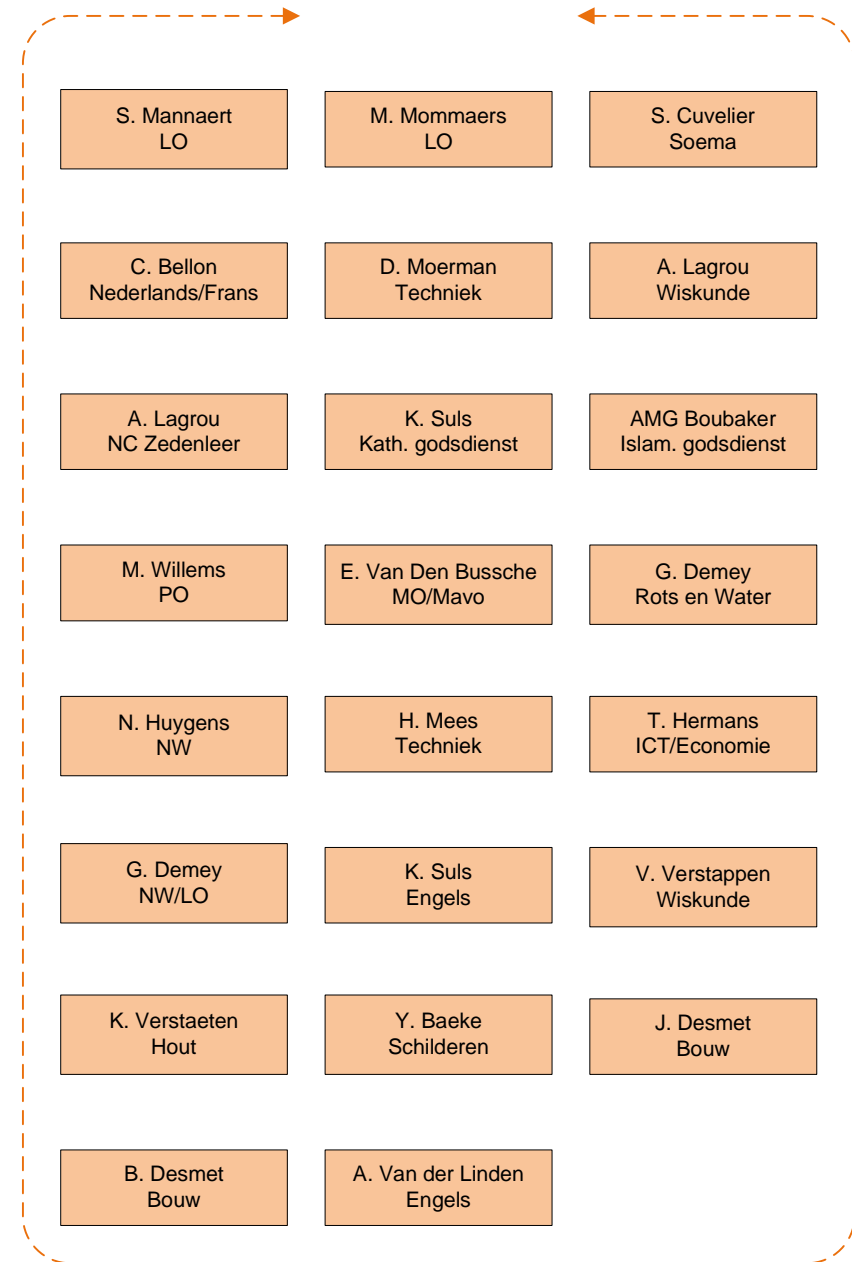 S. Mannaert
LO
M. Mommaers
LO
S. Cuvelier
Soema
C. Bellon
Nederlands/Frans
D. Moerman
Techniek
A. Lagrou
Wiskunde
A. Lagrou
NC Zedenleer
K. Suls
Kath. godsdienst
AMG Boubaker
Islam. godsdienst
M. Willems
PO
E. Van Den Bussche
MO/Mavo
G. Demey
Rots en Water
N. Huygens
NW
H. Mees
Techniek
T. Hermans
ICT/Economie
G. Demey
NW/LO
K. Suls
Engels
V. Verstappen
Wiskunde
K. Verstaeten
Hout
Y. Baeke
Schilderen
J. Desmet
Bouw
B. Desmet
Bouw
A. Van der Linden
Engels